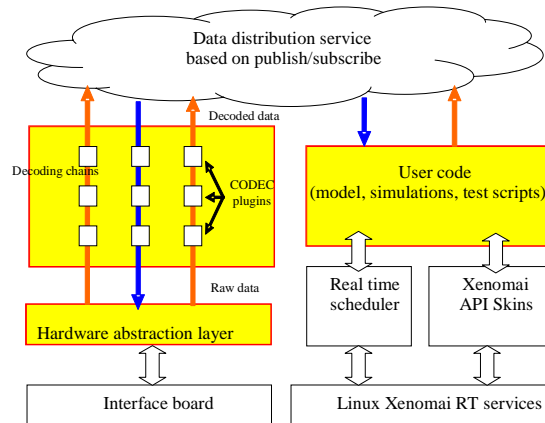 Data distribution service
based on publish/subscribe
Decoded data
Decoding chains
CODEC
plugins
User code
(model, simulations, test scripts)
Raw data
Real time
scheduler
Xenomai
API Skins
Hardware abstraction layer
Interface board
Linux Xenomai RT services